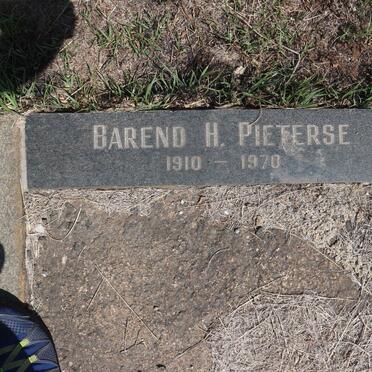 BAREND H. PIETERSE
1910 - 1970